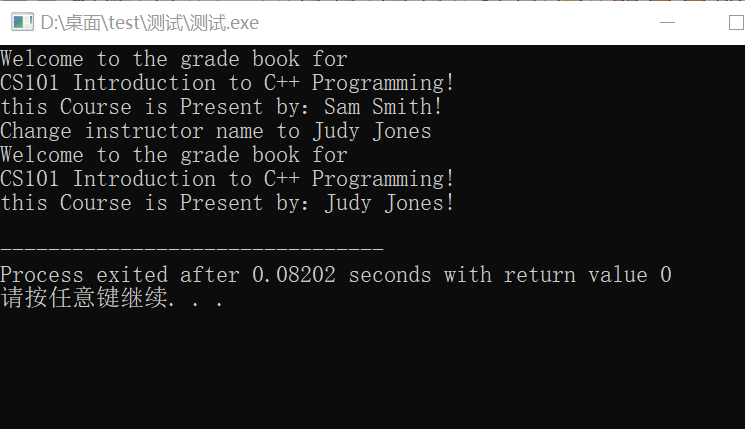 D:\桌面\test\测试\测试.exe
Welcome to the grade book for
CS101 Introduction to C++ Programming!
this Course is Present by: Sam Smith!
Change instructor name to Judy Jones
Welcome to the grade book for
CS101 Introduction to C++ Programming!
this Course is Present by: Judy Jones!
--------------------------------
Process exited after 0.08202 seconds with return value 0
请按任意键继续. . .